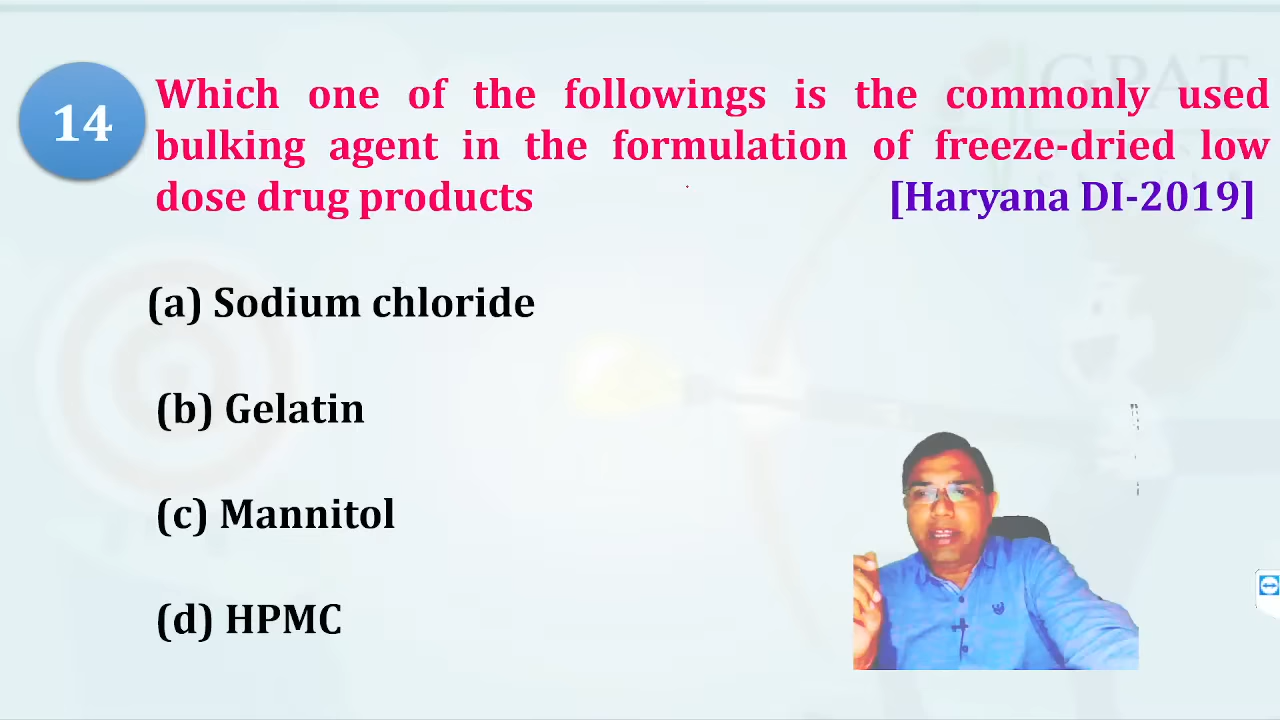 14
Which one of the followings is the commonly used
bulking agent in the formulation of freeze-dried low
dose drug products [Haryana DI-2019]
(a) Sodium chloride
(b) Gelatin
(c) Mannitol
(d) HPMC
GPAT